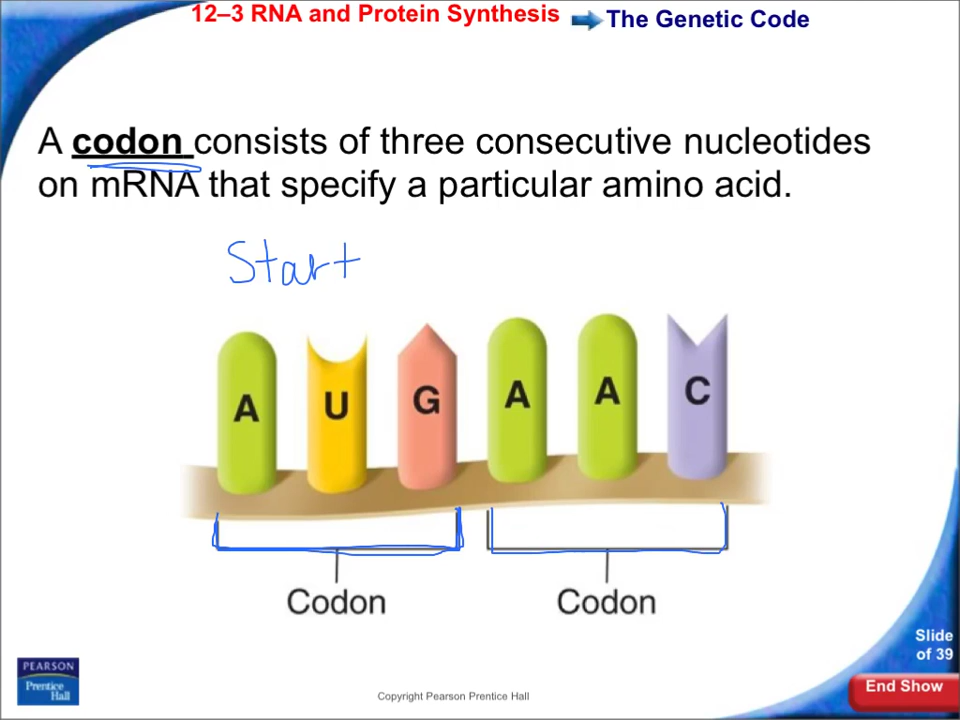 12–3 RNA and Protein Synthesis
The Genetic Code
A codon consists of three consecutive nucleotides
on mRNA that specify a particular amino acid.
Start
A U G A A C
Codon Codon
Slide
of 39
End Show
PEARSON
Prentice
Hall
Copyright Pearson Prentice Hall